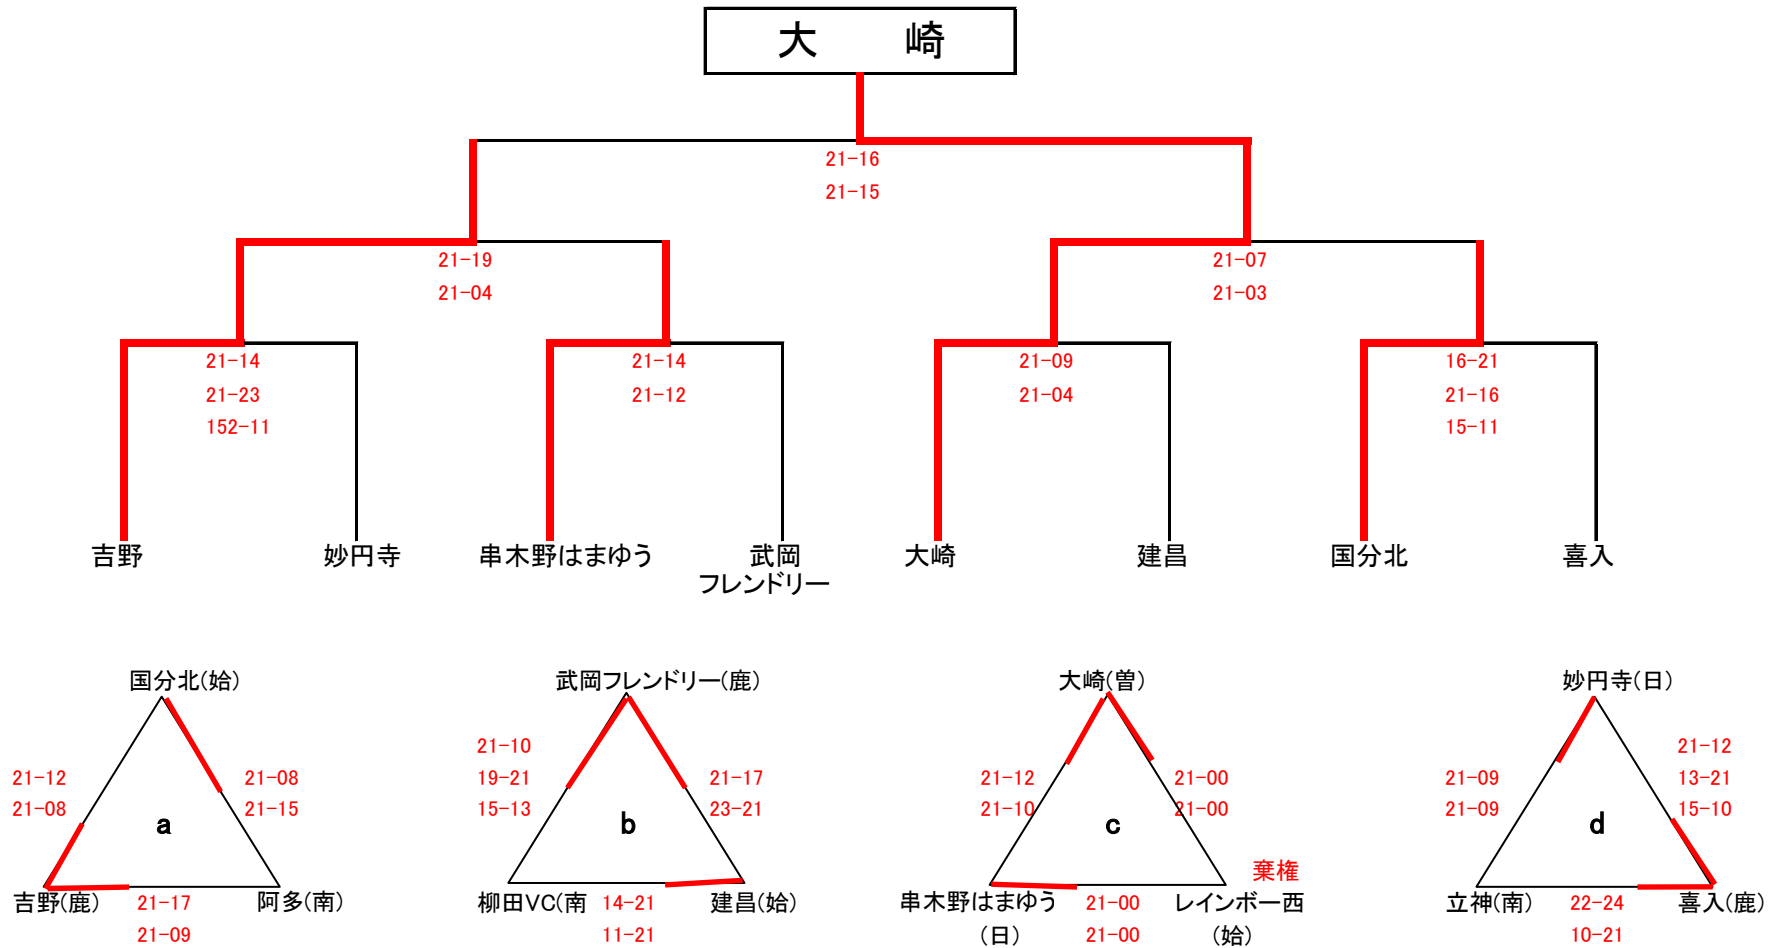 大　崎
21-16
21-15
21-19
21-04
21-07
21-03
21-14
21-23
152-11
21-14
21-12
21-09
21-04
16-21
21-16
15-11
吉野
妙円寺
串木野はまゆう
武岡
フレンドリー
大崎
建昌
国分北
喜入
国分北(姶)
21-12
21-08
21-08
21-15
a
吉野(鹿)
21-17
21-09
阿多(南)
武岡フレンドリー(鹿)
21-10
19-21
15-13
21-17
23-21
b
柳田VC(南
14-21
11-21
建昌(姶)
大崎(曽)
21-12
21-10
21-00
21-00
c
棄権
串木野はまゆう
(日)
21-00
21-00
レインボー西
(姶)
妙円寺(日)
21-09
21-09
21-12
13-21
15-10
d
立神(南)
22-24
10-21
喜入(鹿)